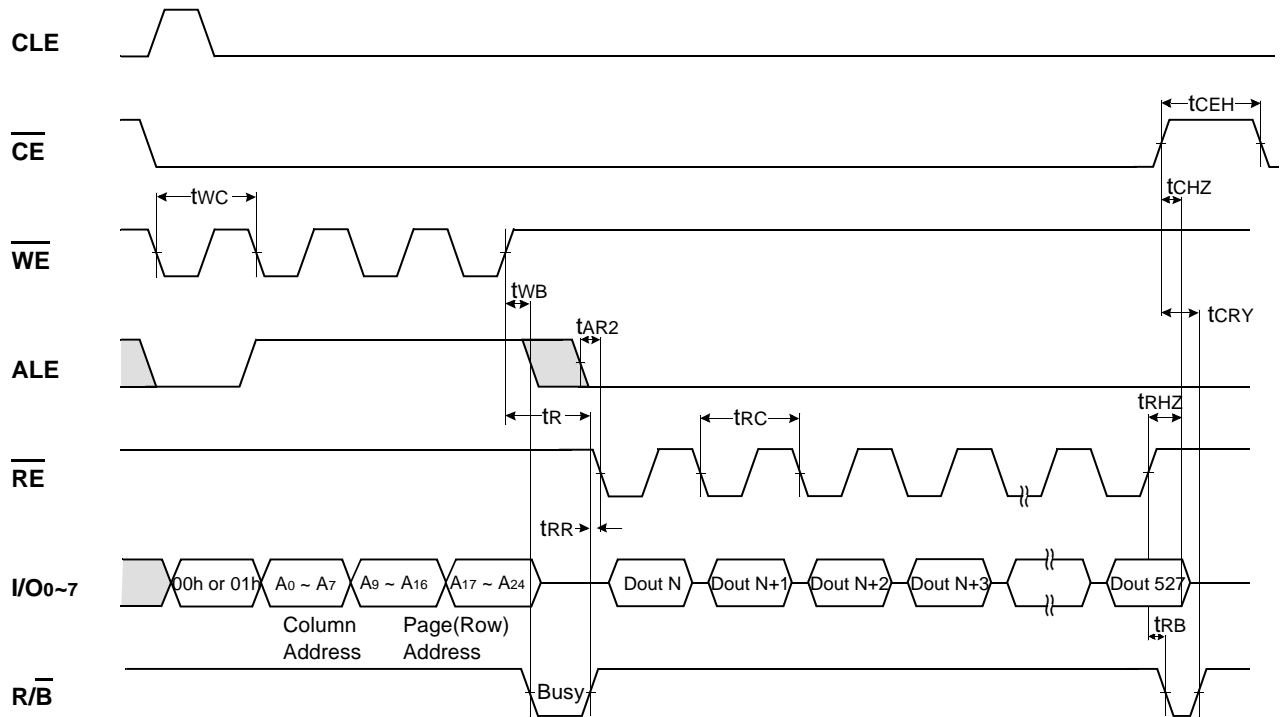 CLE
tCEH
CE
tWC
tCHZ
WE
tWB
tCRY
tAR2
ALE
tRHZ
tR
tRC
RE
tRR
I/O0~7
00h or 01h
A0 ~ A7
A9 ~ A16
A17 ~ A24
Dout N
Dout N+1
Dout N+2
Dout N+3
Dout 527
Column
Address
Page(Row)
Address
tRB
R/B
Busy